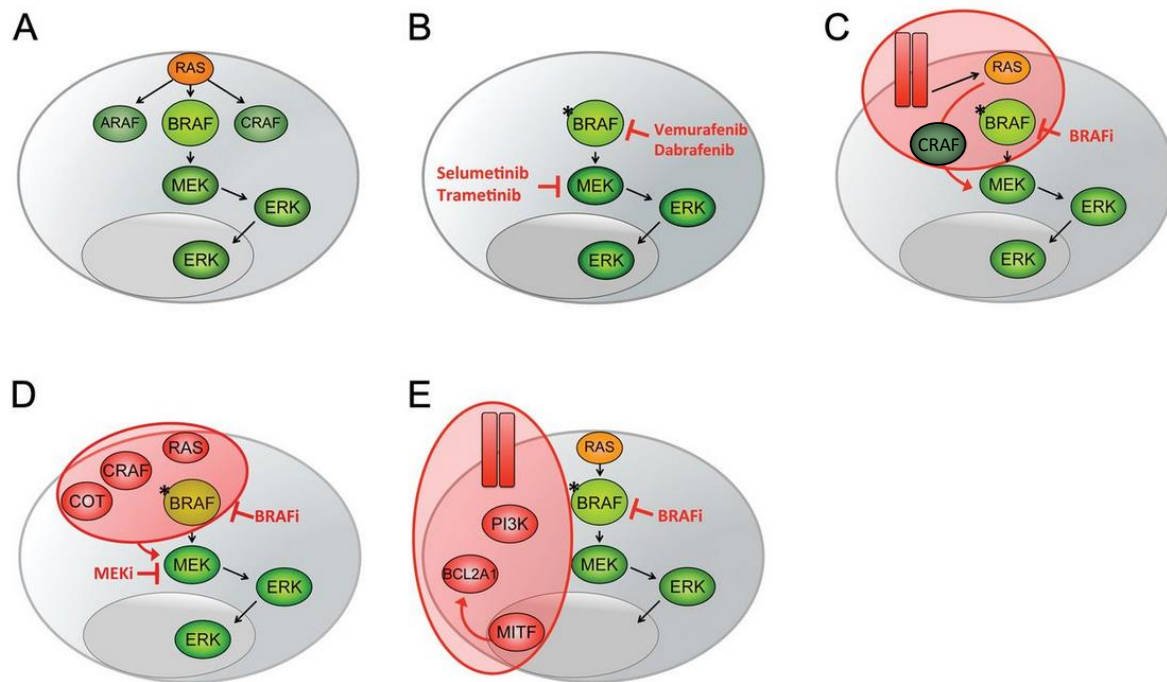 A
RAS
ARAF
BRAF
CRAF
MEK
ERK
ERK
B
*
BRAF
Vemurafenib
Dabrafenib
Selumetinib
Trametinib
MEK
ERK
ERK
C
RAS
*
BRAF
BRAFi
CRAF
MEK
ERK
ERK
D
RAS
CRAF
COT
*
BRAF
BRAFi
MEKi
MEK
ERK
ERK
E
RAS
*
BRAF
BRAFi
PI3K
BCL2A1
MEK
ERK
MITF